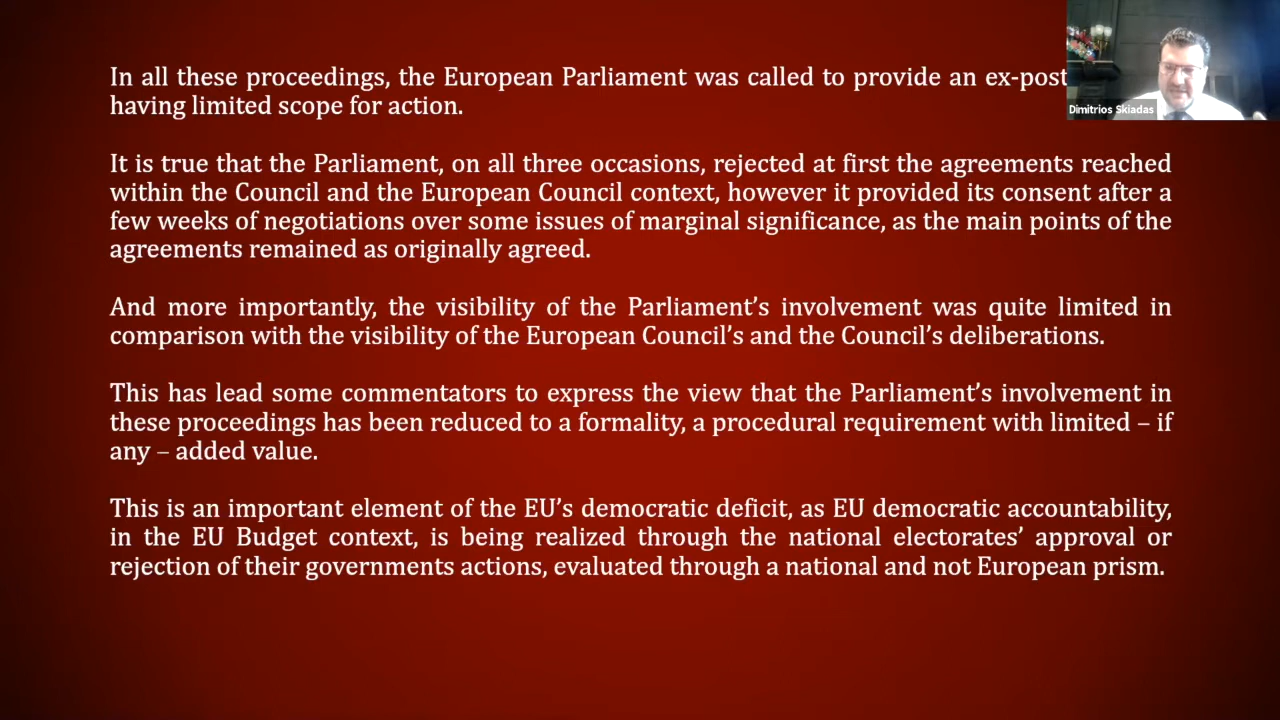 In all these proceedings, the European Parliament was called to provide an ex-post
having limited scope for action.
Dimitrios Skiadas
It is true that the Parliament, on all three occasions, rejected at first the agreements reached
within the Council and the European Council context, however it provided its consent after a
few weeks of negotiations over some issues of marginal significance, as the main points of the
agreements remained as originally agreed.
And more importantly, the visibility of the Parliament’s involvement was quite limited in
comparison with the visibility of the European Council’s and the Council’s deliberations.
This has lead some commentators to express the view that the Parliament’s involvement in
these proceedings has been reduced to a formality, a procedural requirement with limited – if
any – added value.
This is an important element of the EU’s democratic deficit, as EU democratic accountability,
in the EU Budget context, is being realized through the national electorates’ approval or
rejection of their governments actions, evaluated through a national and not European prism.